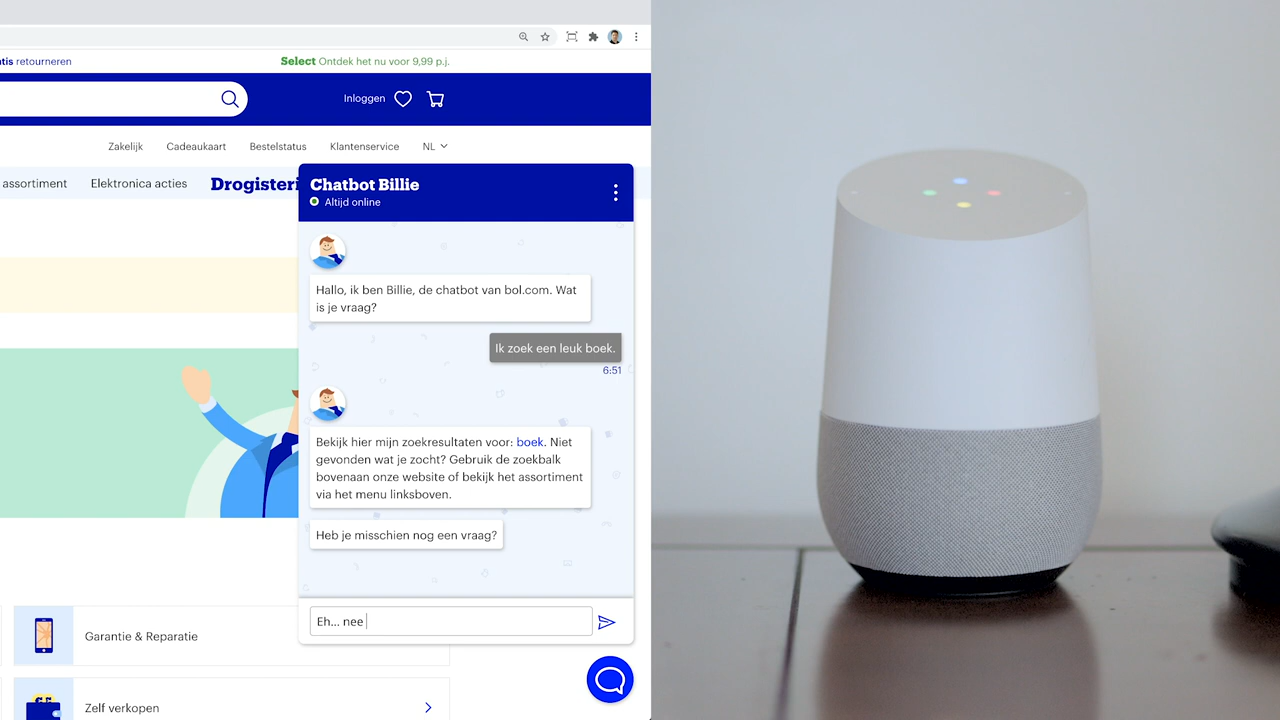 tis retourneren
Select Ontdek het nu voor 9,99 p.j.
Inloggen
Zakelijk
Cadeaukaart
Bestelstatus
Klantenservice
NL
assortiment
Elektronica acties
Drogisteri
Chatbot Billie
Altijd online
Hallo, ik ben Billie, de chatbot van bol.com. Wat
is je vraag?
Ik zoek een leuk boek.
6:51
Bekijk hier mijn zoekresultaten voor: boek. Niet
gevonden wat je zocht? Gebruik de zoekbalk
bovenaan onze website of bekijk het assortiment
via het menu linksboven.
Heb je misschien nog een vraag?
Eh... nee
Garantie & Reparatie
Zelf verkopen